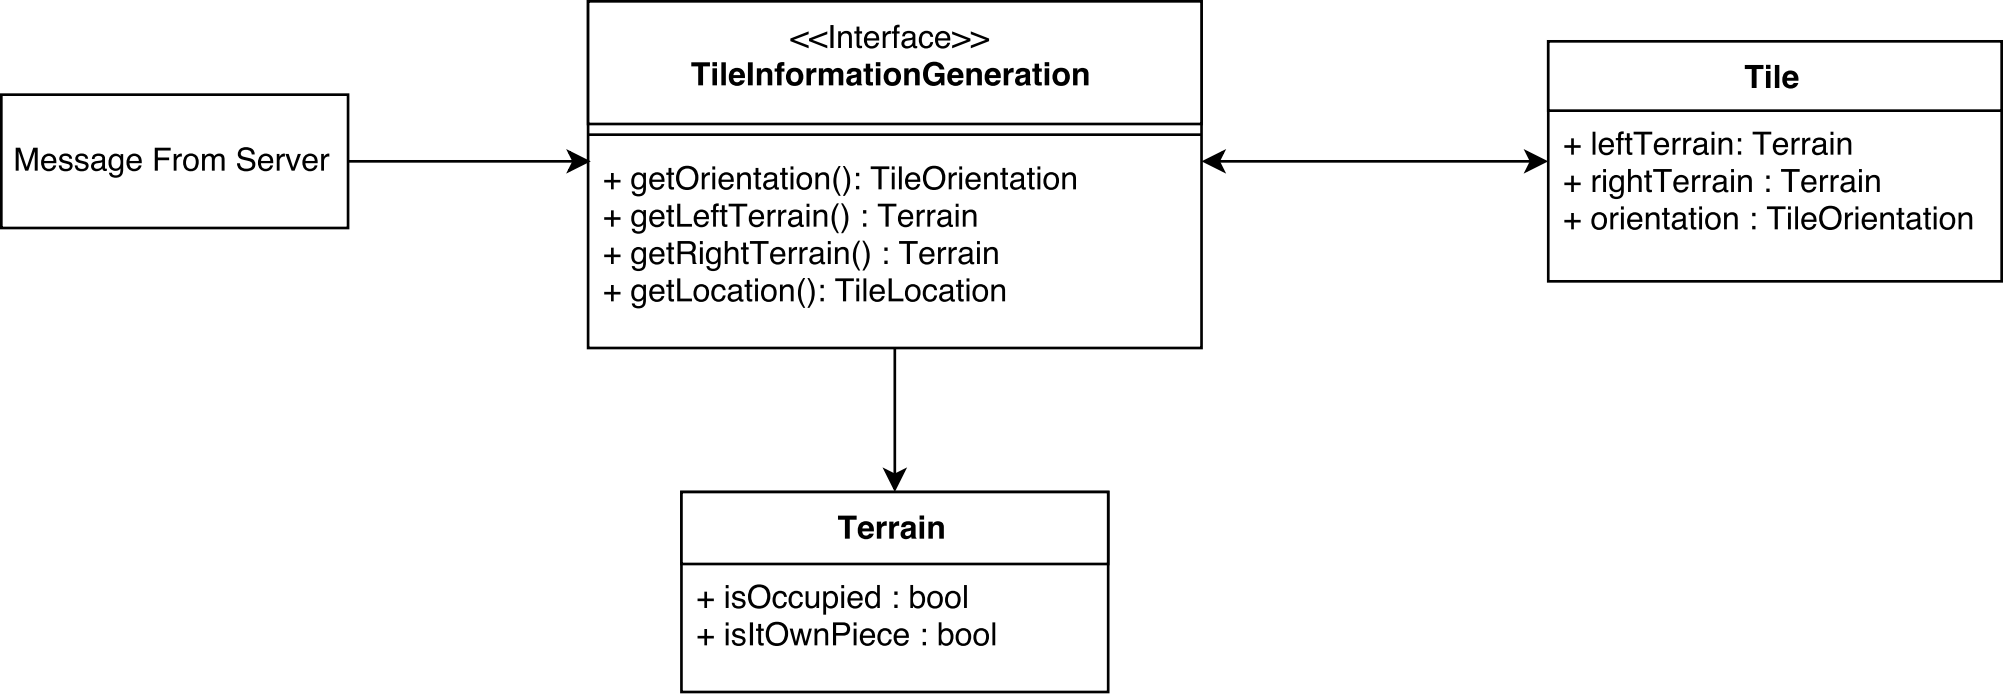 Message From Server
<<Interface>>
TileInformationGeneration
+ getOrientation(): TileOrientation
+ getLeftTerrain() : Terrain
+ getRightTerrain() : Terrain
+ getLocation(): TileLocation
Tile
+ leftTerrain: Terrain
+ rightTerrain : Terrain
+ orientation : TileOrientation
Terrain
+ isOccupied : bool
+ isItOwnPiece : bool